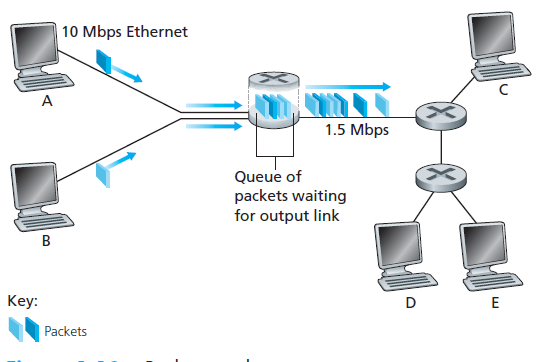 10 Mbps Ethernet
A
C
1.5 Mbps
Queue of
packets waiting
for output link
B
D
E
Key:
Packets